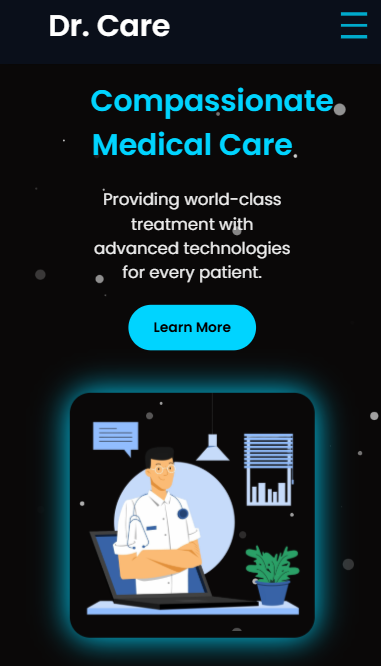 Dr. Care
Compassionate
Medical Care
Providing world-class
treatment with
advanced technologies
for every patient.
Learn More